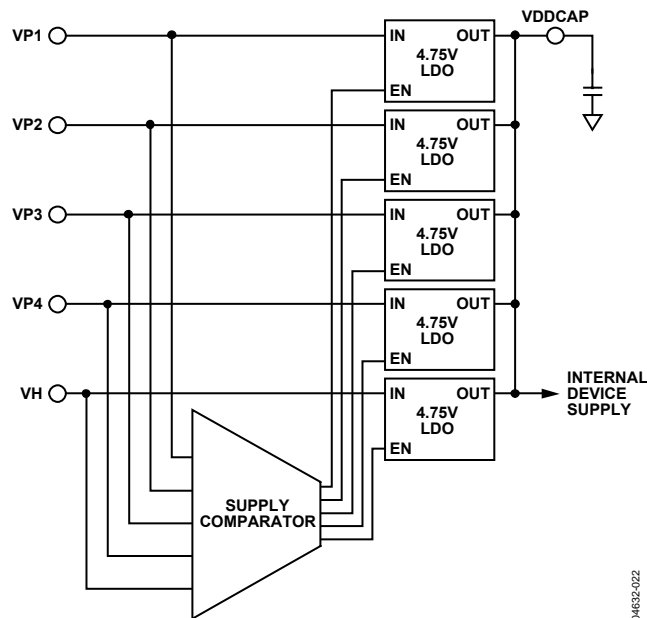 VDDCAP
VP1
IN OUT
4.75V
LDO
EN
VP2
IN OUT
4.75V
LDO
EN
VP3
IN OUT
4.75V
LDO
EN
VP4
IN OUT
4.75V
LDO
EN
VH
IN OUT
4.75V
LDO
EN
INTERNAL
DEVICE
SUPPLY
SUPPLY
COMPARATOR
04632-022